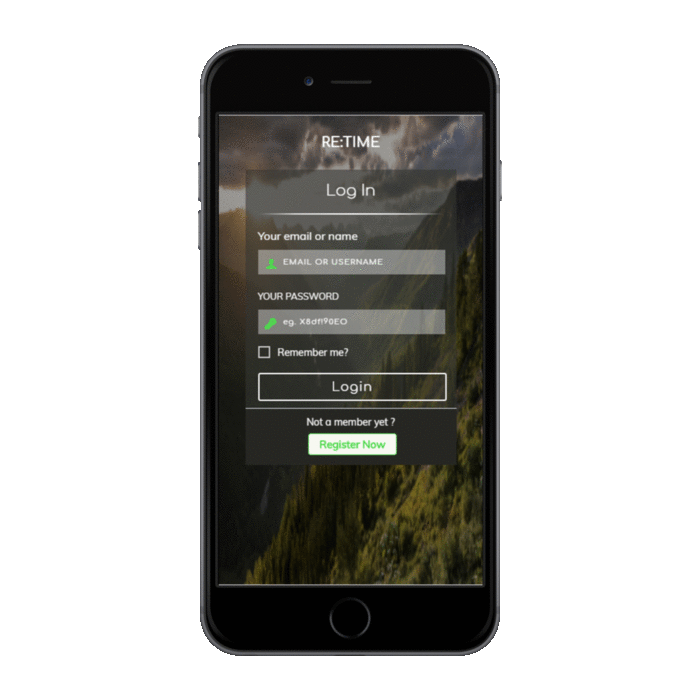 RE:TIME
Log In
Your email or name
EMAIL OR USERNAME
YOUR PASSWORD
eg. X8df!90EO
Remember me?
Login
Not a member yet ?
Register Now